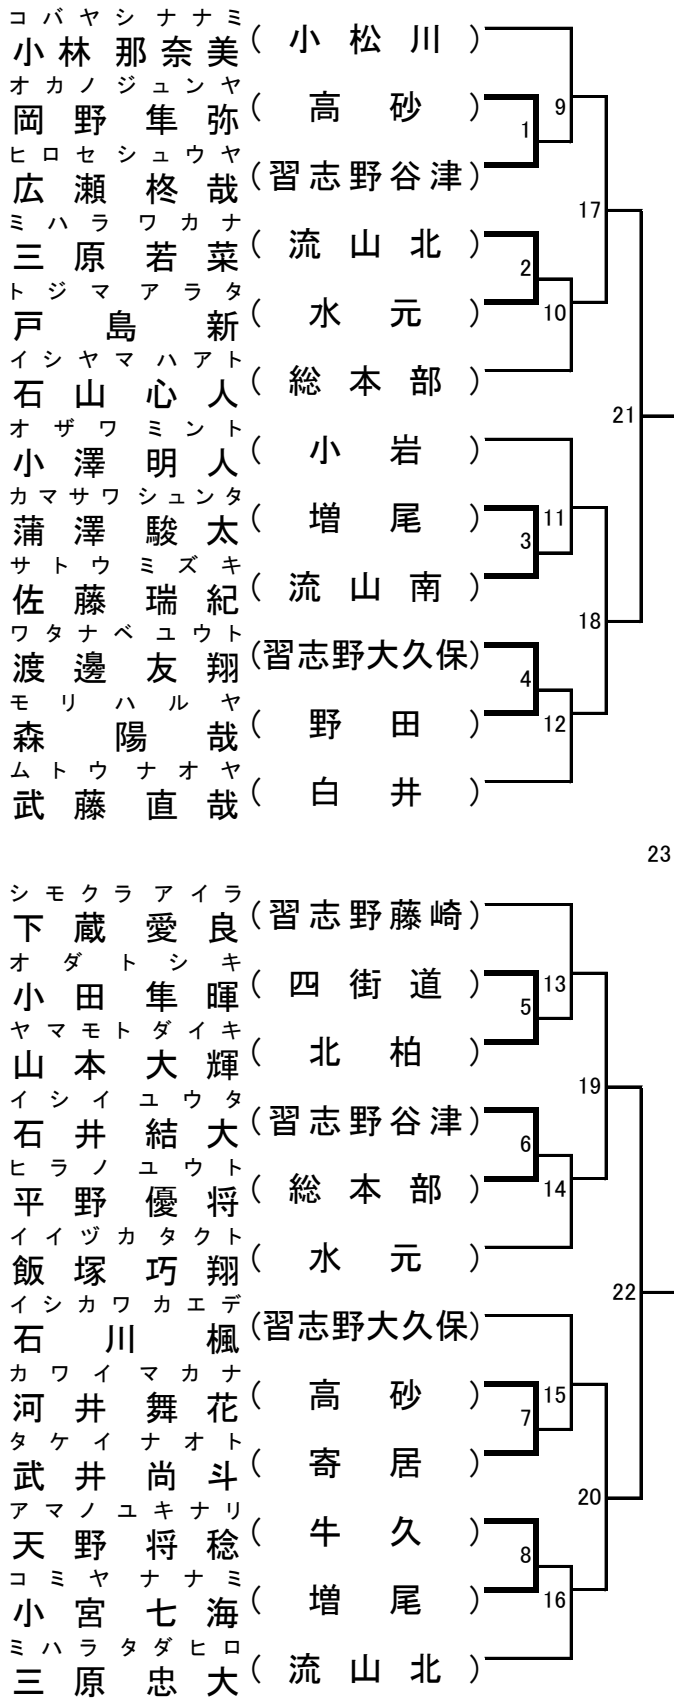 コバヤシナナミ
小林那奈美(小松川)
オカノジュンヤ
岡野隼弥(高砂)
9
1
ヒロセシュウヤ
広瀬柊哉(習志野谷津)
17
ミハラワカナ
三原若菜(流山北)
2
トジマアラタ
戸島新(水元)
10
イシヤマハアト
石山心人(総本部)
21
オザワミント
小澤明人(小岩)
カマサワシュンタ
蒲澤駿太(増尾)
11
3
サトウミズキ
佐藤瑞紀(流山南)
18
ワタナベユウト
渡邊友翔(習志野大久保)
4
モリハルヤ
森陽哉(野田)
12
ムトウナオヤ
武藤直哉(白井)
23
シモクラアイラ
下蔵愛良(習志野藤崎)
オダトシキ
小田隼暉(四街道)
13
5
ヤマモトダイキ
山本大輝(北柏)
19
イシイユウタ
石井結大(習志野谷津)
6
ヒラノユウト
平野優将(総本部)
14
イイヅカタクト
飯塚巧翔(水元)
22
イシカワカエデ
石川楓(習志野大久保)
カワイマカナ
河井舞花(高砂)
15
7
タケイナオト
武井尚斗(寄居)
20
アマノユキナリ
天野将稔(牛久)
8
コミヤナナミ
小宮七海(増尾)
16
ミハラタダヒロ
三原忠大(流山北)